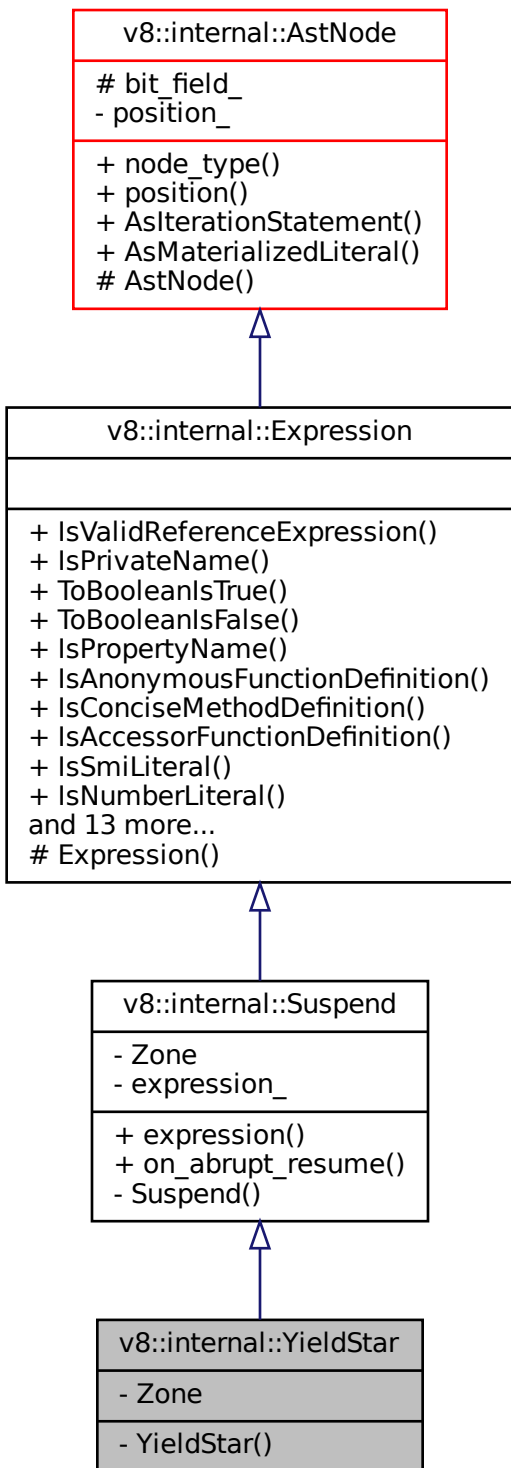 v8::internal::AstNode
# bit_field_
- position_
+ node_type()
+ position()
+ AsIterationStatement()
+ AsMaterializedLiteral()
# AstNode()
v8::internal::Expression
+ IsValidReferenceExpression()
+ IsPrivateName()
+ ToBooleanIsTrue()
+ ToBooleanIsFalse()
+ IsPropertyName()
+ IsAnonymousFunctionDefinition()
+ IsConciseMethodDefinition()
+ IsAccessorFunctionDefinition()
+ IsSmiLiteral()
+ IsNumberLiteral()
and 13 more...
# Expression()
v8::internal::Suspend
- Zone
- expression_
+ expression()
+ on_abrupt_resume()
- Suspend()
v8::internal::YieldStar
- Zone
- YieldStar()